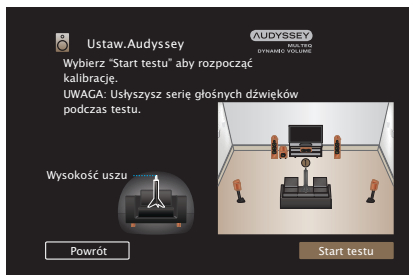 Ustaw.Audyssey
AUDYSSEY
MULTEQ
DYNAMIC VOLUME
Wybierz "Start testu" aby rozpocząć
kalibrację.
UWAGA: Usłyszysz serię głośnych dźwięków
podczas testu.
Wysokość uszu
Powrót
Start testu